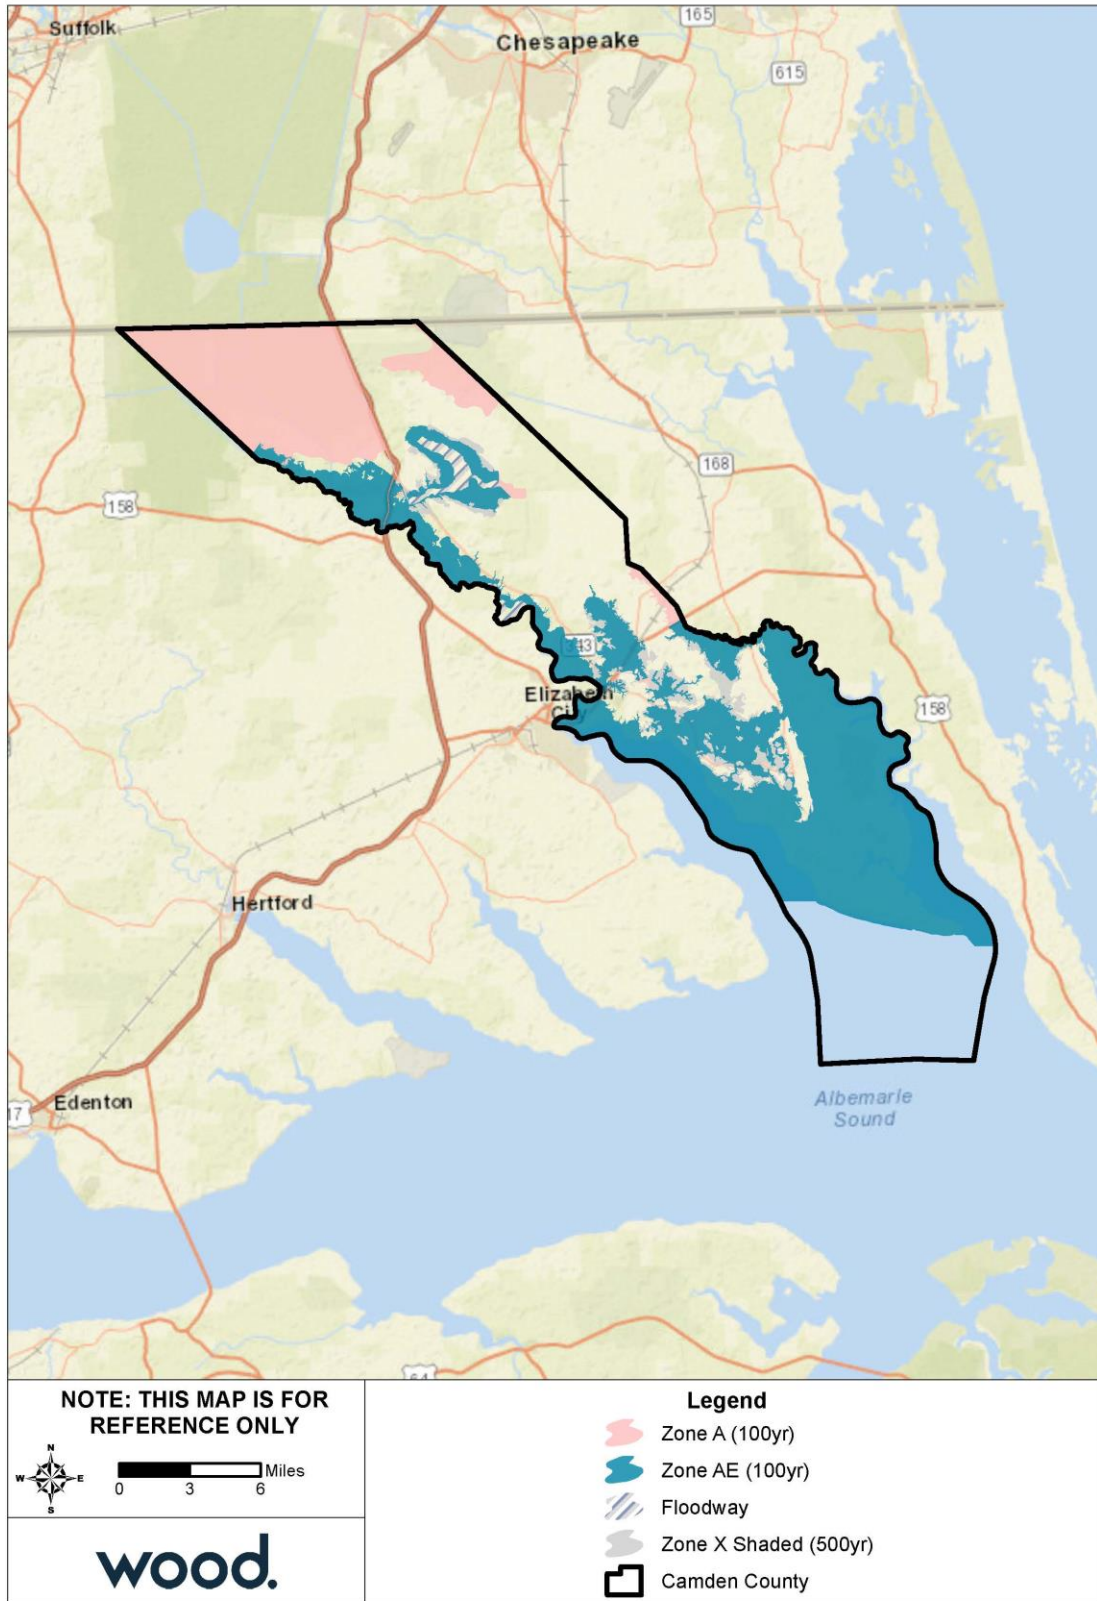 Suffolk
Chesapeake
165
615
168
158
343
Elizabeth
City
158
Hertford
Edenton
17
Albemarle
Sound
64
NOTE: THIS MAP IS FOR
REFERENCE ONLY
N
W E
S
0 3 6 Miles
wood.
Legend
Zone A (100yr)
Zone AE (100yr)
Floodway
Zone X Shaded (500yr)
Camden County